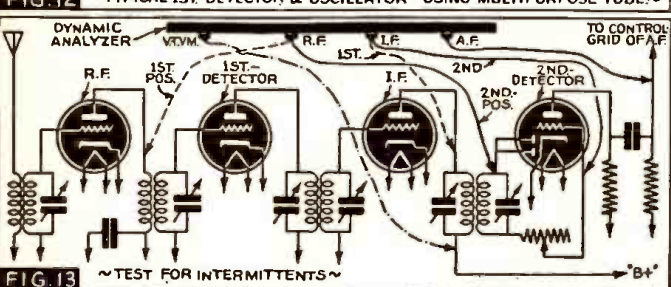 FIG. 12 TYPICAL 1ST. DETECTOR & OSCILLATOR USING MULTI-PURPOSE TUBE.~
DYNAMIC
ANALYZER
V.T.V.M.
R.F.
I.F.
A.F.
TO CONTROL
GRID OF A.F.
1ST.
POS.
1ST.
2ND
2ND.
POS.
R.F.
1ST.-
DETECTOR
I.F.
2ND.-
DETECTOR
"B+"
FIG. 13 ~TEST FOR INTERMITTENTS~